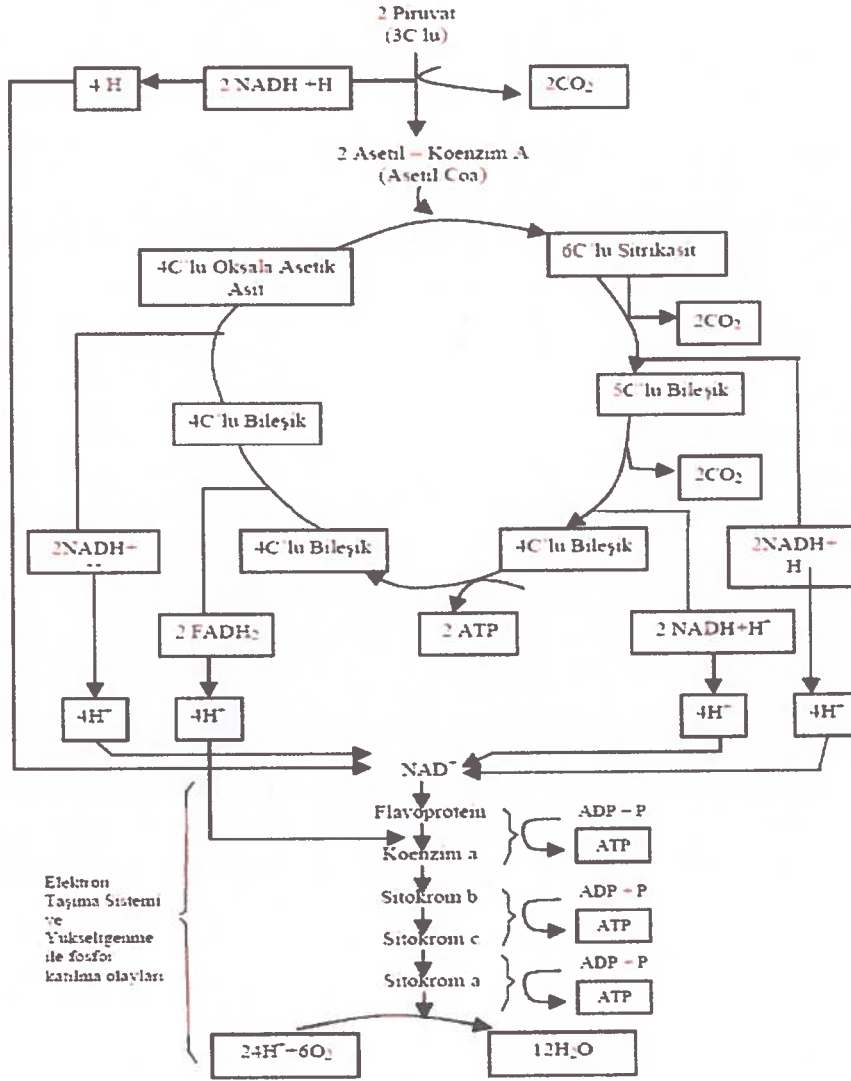 2 Piruvat
(3C lu)
4 H
2 NADH +H
2CO₂
2 Asetil – Koenzim A
(Asetil Coa)
4C'lu Oksala Asetik
Asit
6C'lu Sitrikasit
2CO₂
5C'lu Bileşik
4C'lu Bileşik
2CO₂
2NADH+
4C'lu Bileşik
4C'lu Bileşik
2NADH+
H
2 FADH₂
2 ATP
2 NADH+H⁺
4H⁺
4H⁺
4H⁺
4H⁺
NAD⁺
Flavoprotein
ADP – P
Koenzim a
ATP
Elektron
Taşıma Sistemi
ve
Yükseltgenme
ile fosfor
katılma olayları
Sitokrom b
ADP + P
ATP
Sitokrom c
ADP – P
Sitokrom a
ATP
24H⁺+6O₂
12H₂O